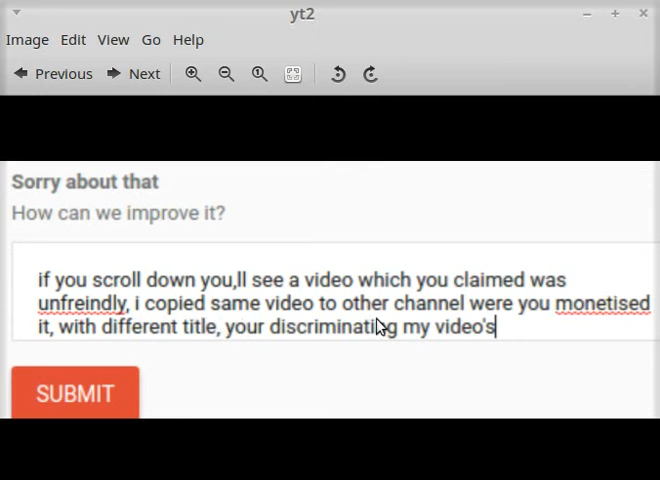 yt2
Image Edit View Go Help
Previous Next
Sorry about that
How can we improve it?
if you scroll down you,ll see a video which you claimed was
unfreindly, i copied same video to other channel were you monetised
it, with different title, your discriminating my video's
SUBMIT